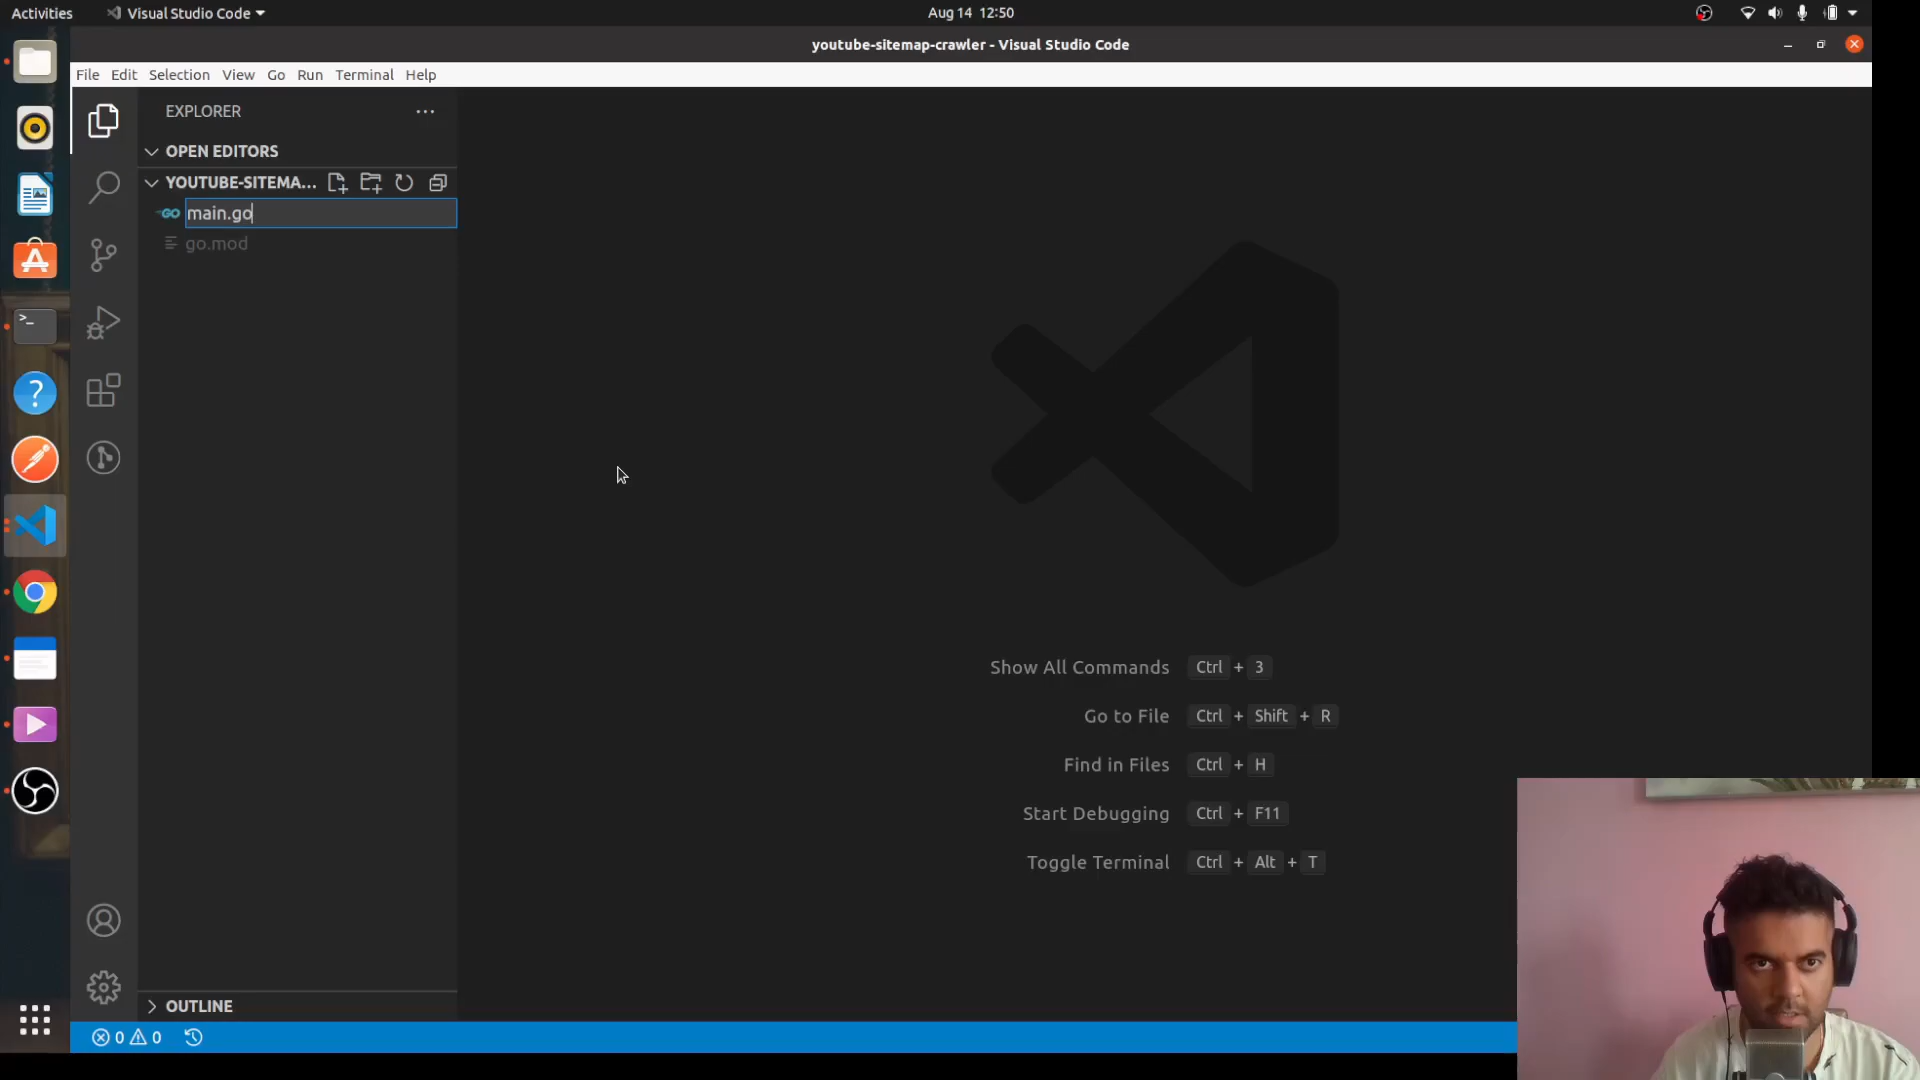 Activities
Visual Studio Code
Aug 14 12:50
youtube-sitemap-crawler - Visual Studio Code
File Edit Selection View Go Run Terminal Help
EXPLORER
OPEN EDITORS
YOUTUBE-SITEMA...
GO main.go
go.mod
Show All Commands Ctrl + 3
Go to File Ctrl + Shift + R
Find in Files Ctrl + H
Start Debugging Ctrl + F11
Toggle Terminal Ctrl + Alt + T
OUTLINE
0 0